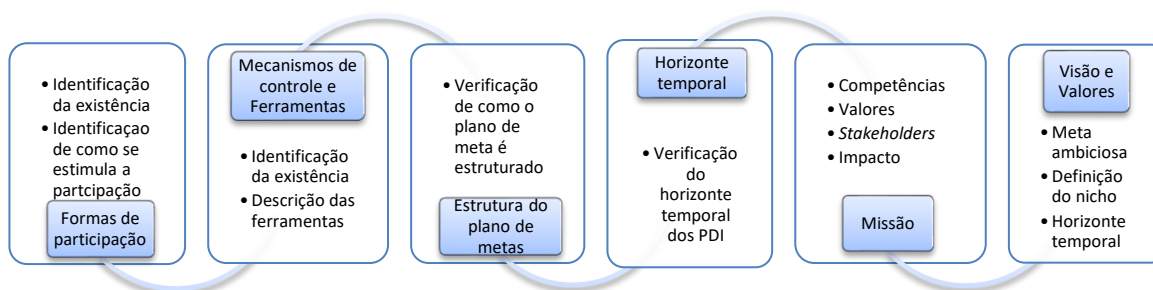 • Identificação
da existência
• Identificaçao
de como se
estimula a
partcipação
Formas de
participação
Mecanismos de
controle e
Ferramentas
• Identificação
da existência
• Descrição das
ferramentas
• Verificação
de como o
plano de
meta é
estruturado
Estrutura do
plano de
metas
Horizonte
temporal
• Verificação
do
horizonte
temporal
dos PDI
• Competências
• Valores
• Stakeholders
• Impacto
Missão
Visão e
Valores
• Meta
ambiciosa
• Definição
do nicho
• Horizonte
temporal